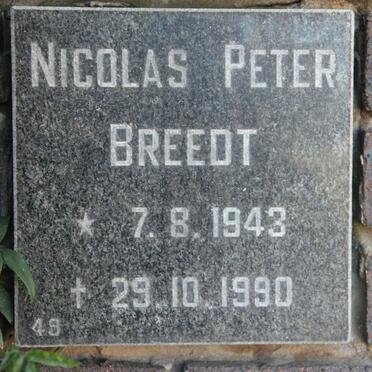 NICOLAS PETER
BREEDT
* 7.8.1943
† 29.10.1990
49